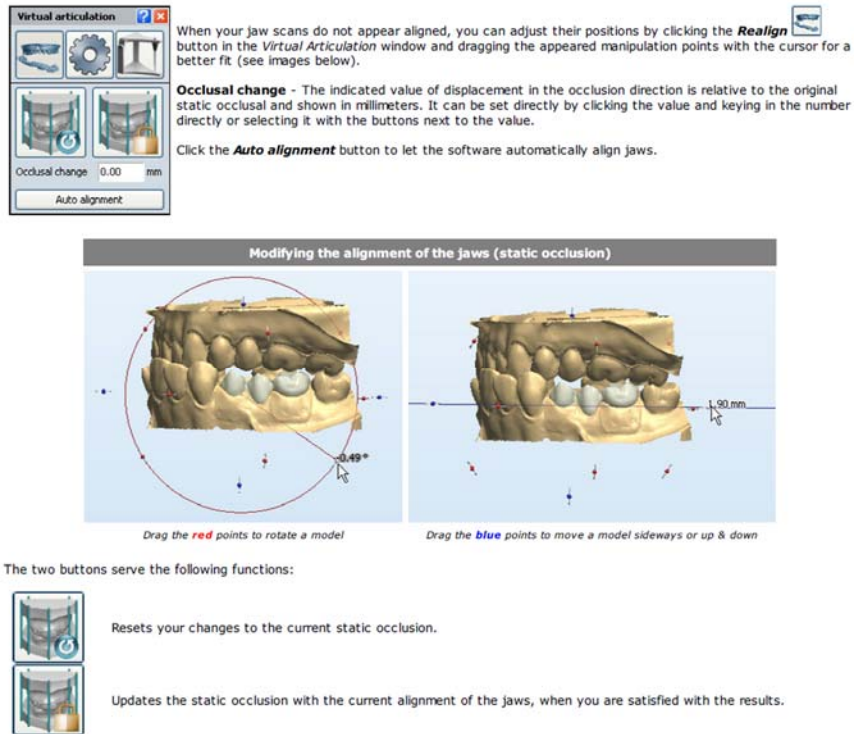 Virtual articulation
When your jaw scans do not appear aligned, you can adjust their positions by clicking the Realign
button in the Virtual Articulation window and dragging the appeared manipulation points with the cursor for a
better fit (see images below).
Occlusal change - The indicated value of displacement in the occlusion direction is relative to the original
static occlusal and shown in millimeters. It can be set directly by clicking the value and keying in the number
directly or selecting it with the buttons next to the value.
Click the Auto alignment button to let the software automatically align jaws.
Occlusal change 0.00 mm
Auto alignment
Modifying the alignment of the jaws (static occlusion)
-0.49°
1.90 mm
Drag the red points to rotate a model
Drag the blue points to move a model sideways or up & down
The two buttons serve the following functions:
Resets your changes to the current static occlusion.
Updates the static occlusion with the current alignment of the jaws, when you are satisfied with the results.